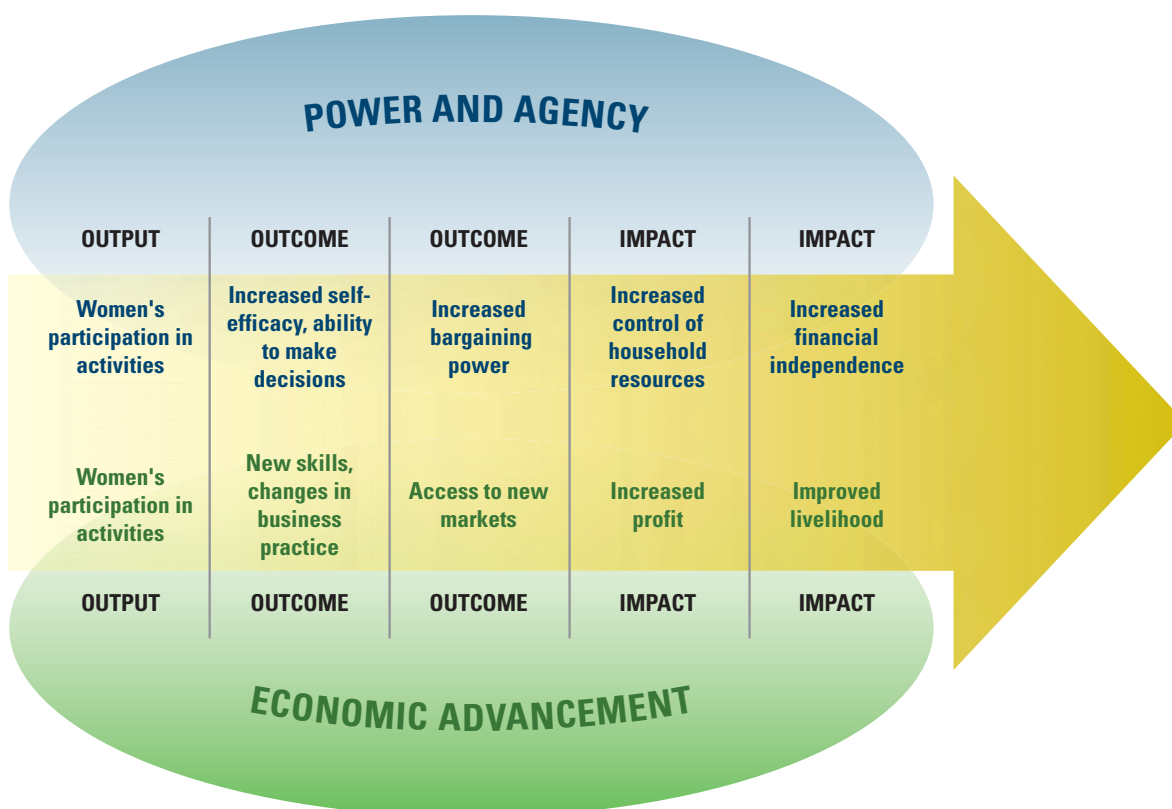 POWER AND AGENCY
OUTPUT
OUTCOME
OUTCOME
IMPACT
IMPACT
Women's
participation in
activities
Increased self-
efficacy, ability
to make
decisions
Increased
bargaining
power
Increased
control of
household
resources
Increased
financial
independence
Women's
participation in
activities
New skills,
changes in
business
practice
Access to new
markets
Increased
profit
Improved
livelihood
OUTPUT
OUTCOME
OUTCOME
IMPACT
IMPACT
ECONOMIC ADVANCEMENT